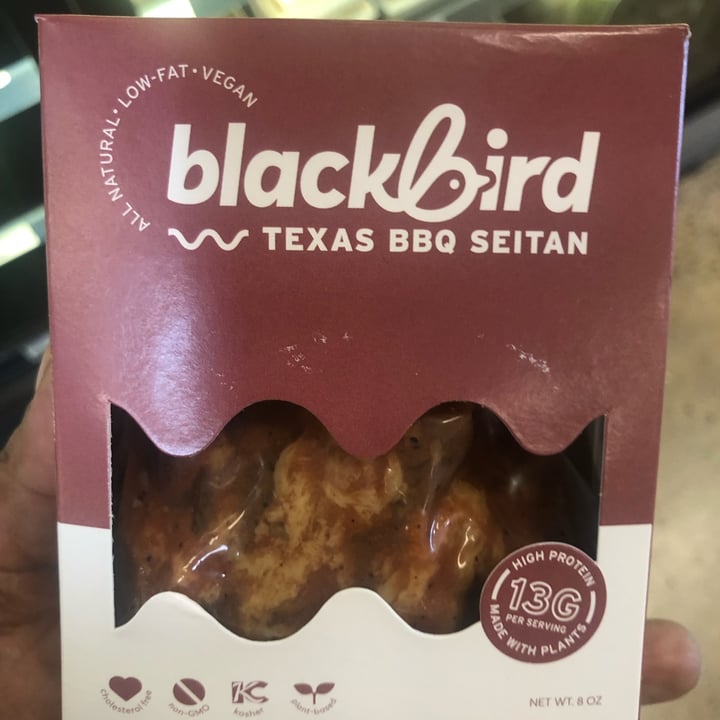 ALL NATURAL • LOW-FAT • VEGAN
blackbird
TEXAS BBQ SEITAN
HIGH PROTEIN
13G
PER SERVING
MADE WITH PLANTS
cholesterol free
non-GMO
K
kosher
plant-based
NET WT. 8 OZ